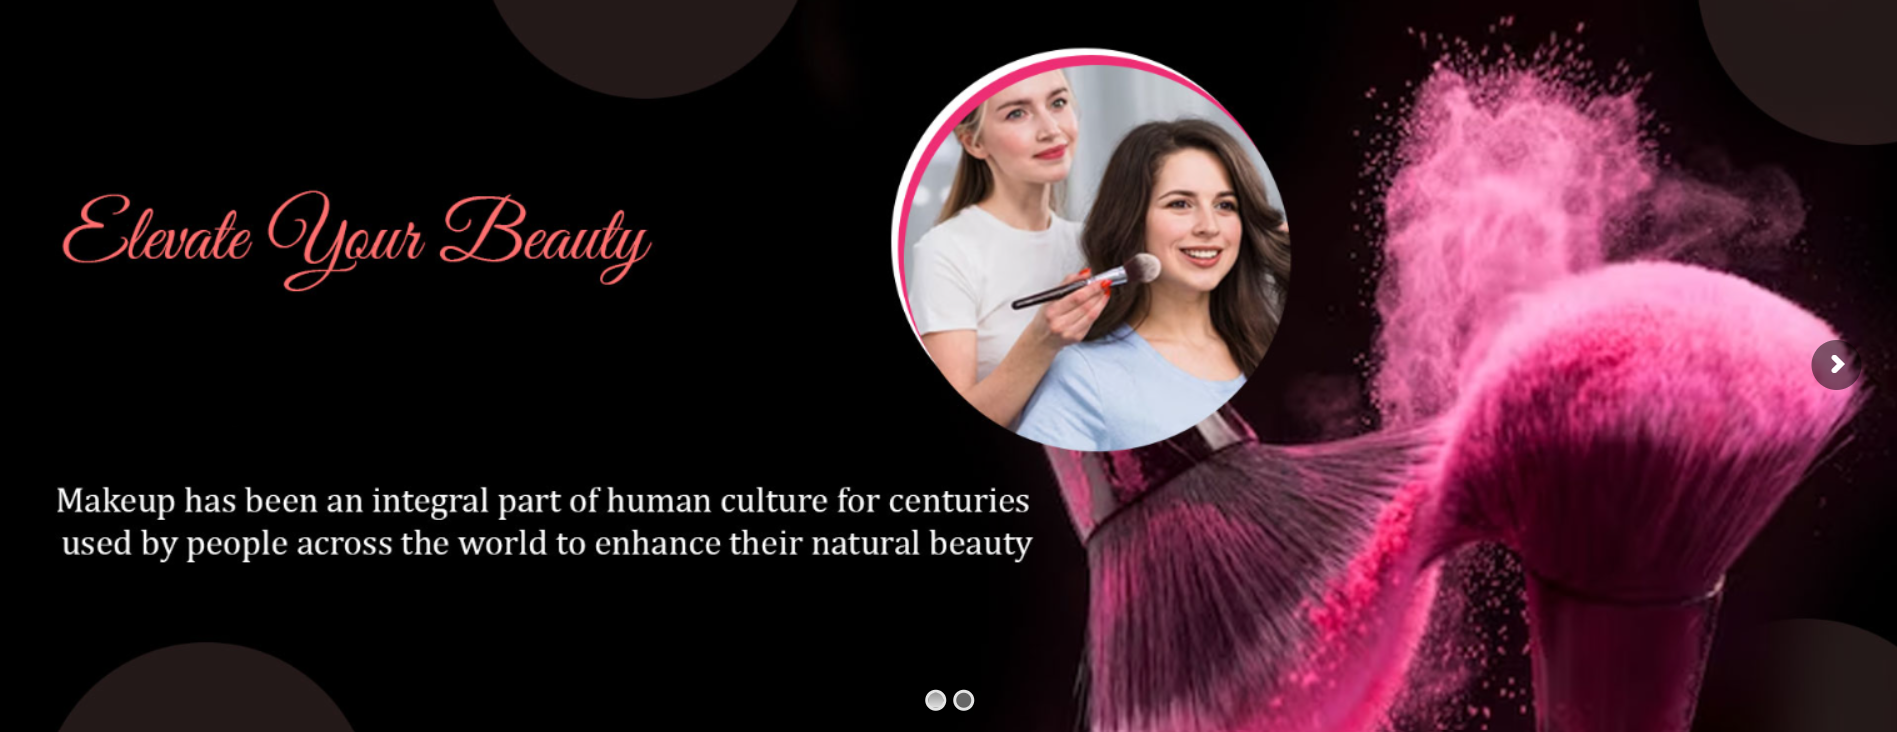 Elevate Your Beauty
Makeup has been an integral part of human culture for centuries
used by people across the world to enhance their natural beauty